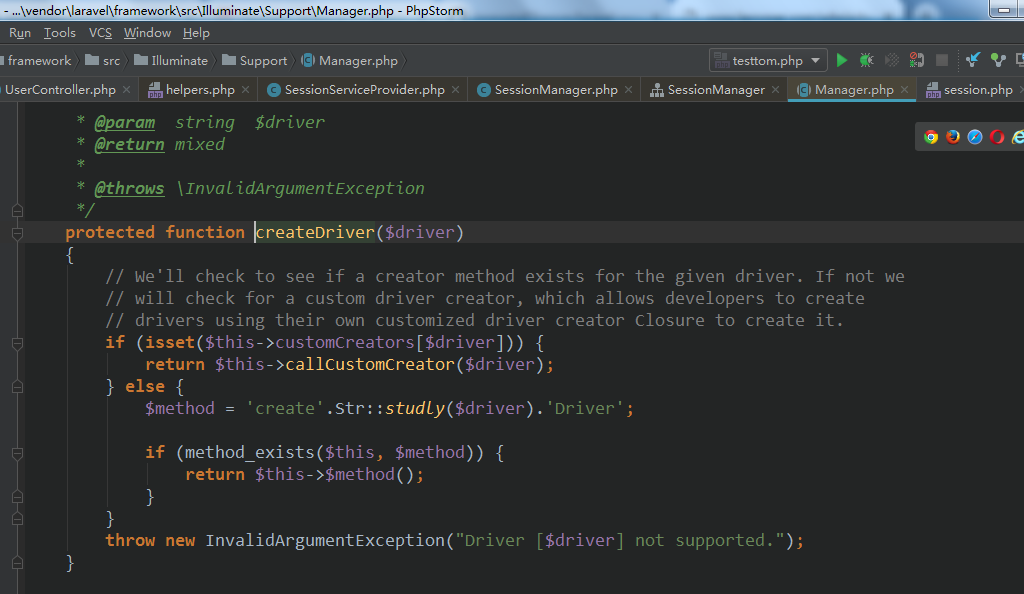 - ...\vendor\laravel\framework\src\Illuminate\Support\Manager.php - PhpStorm
Run Tools VCS Window Help
framework src Illuminate Support Manager.php testtom.php
UserController.php helpers.php SessionServiceProvider.php SessionManager.php SessionManager Manager.php session.php
* @param string $driver
* @return mixed
*
* @throws \InvalidArgumentException
*/
protected function createDriver($driver)
{
// We'll check to see if a creator method exists for the given driver. If not we
// will check for a custom driver creator, which allows developers to create
// drivers using their own customized driver creator Closure to create it.
if (isset($this->customCreators[$driver])) {
return $this->callCustomCreator($driver);
} else {
$method = 'create'.Str::studly($driver).'Driver';
if (method_exists($this, $method)) {
return $this->$method();
}
}
throw new InvalidArgumentException("Driver [$driver] not supported.");
}